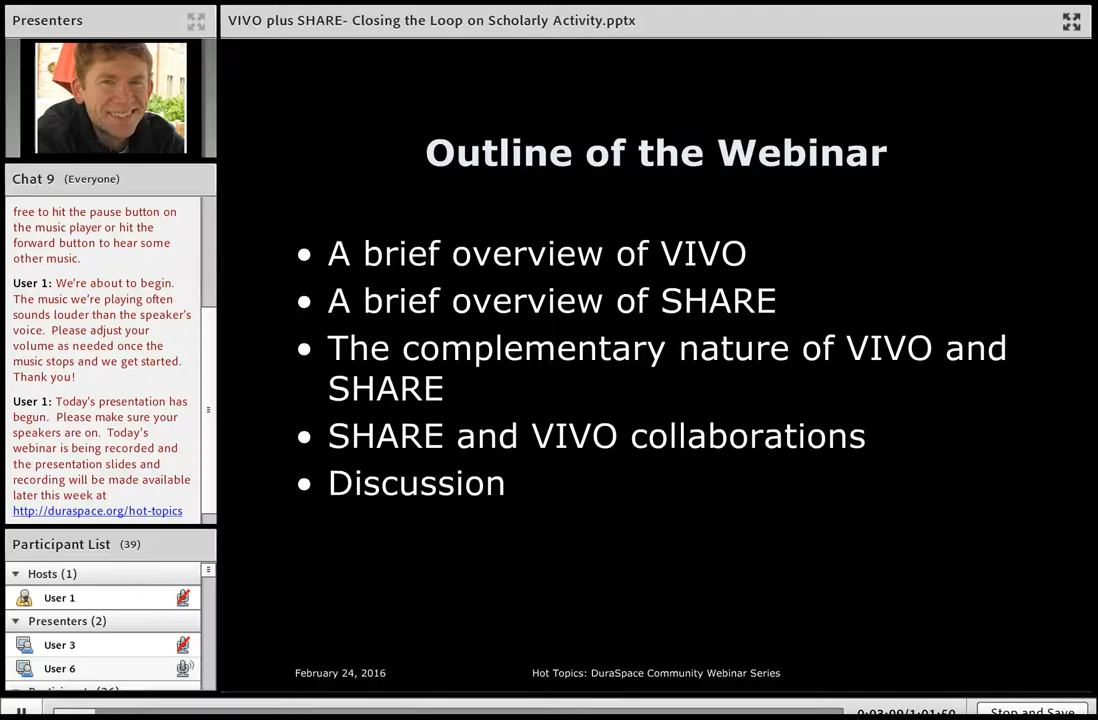 Presenters
VIVO plus SHARE- Closing the Loop on Scholarly Activity.pptx
Chat 9 (Everyone)
free to hit the pause button on
the music player or hit the
forward button to hear some
other music.
User 1: We're about to begin.
The music we're playing often
sounds louder than the speaker's
voice. Please adjust your
volume as needed once the
music stops and we get started.
Thank you!
User 1: Today's presentation has
begun. Please make sure your
speakers are on. Today's
webinar is being recorded and
the presentation slides and
recording will be made available
later this week at
http://duraspace.org/hot-topics
Participant List (39)
Hosts (1)
User 1
Presenters (2)
User 3
User 6
Outline of the Webinar
• A brief overview of VIVO
• A brief overview of SHARE
• The complementary nature of VIVO and
SHARE
• SHARE and VIVO collaborations
• Discussion
February 24, 2016
Hot Topics: DuraSpace Community Webinar Series
Stop and Save